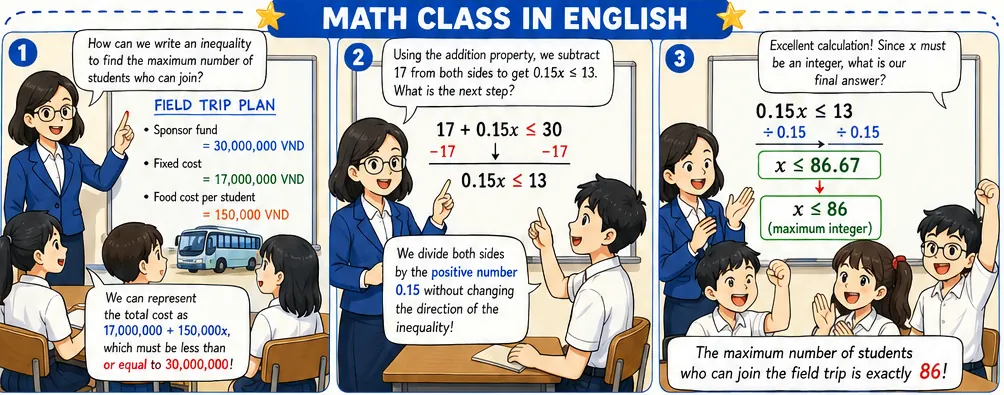 MATH CLASS IN ENGLISH
1
How can we write an inequality
to find the maximum number of
students who can join?
FIELD TRIP PLAN
• Sponsor fund
= 30,000,000 VND
• Fixed cost
= 17,000,000 VND
• Food cost per student
= 150,000 VND
We can represent
the total cost as
17,000,000 + 150,000x,
which must be less than
or equal to 30,000,000!
2
Using the addition property, we subtract
17 from both sides to get 0.15x ≤ 13.
What is the next step?
17 + 0.15x ≤ 30
−17 ↓ −17
0.15x ≤ 13
We divide both sides
by the positive number
0.15 without changing
the direction of the
inequality!
3
Excellent calculation! Since x must
be an integer, what is our
final answer?
0.15x ≤ 13
÷ 0.15 ÷ 0.15
x ≤ 86.67
x ≤ 86
(maximum integer)
The maximum number of students
who can join the field trip is exactly 86!